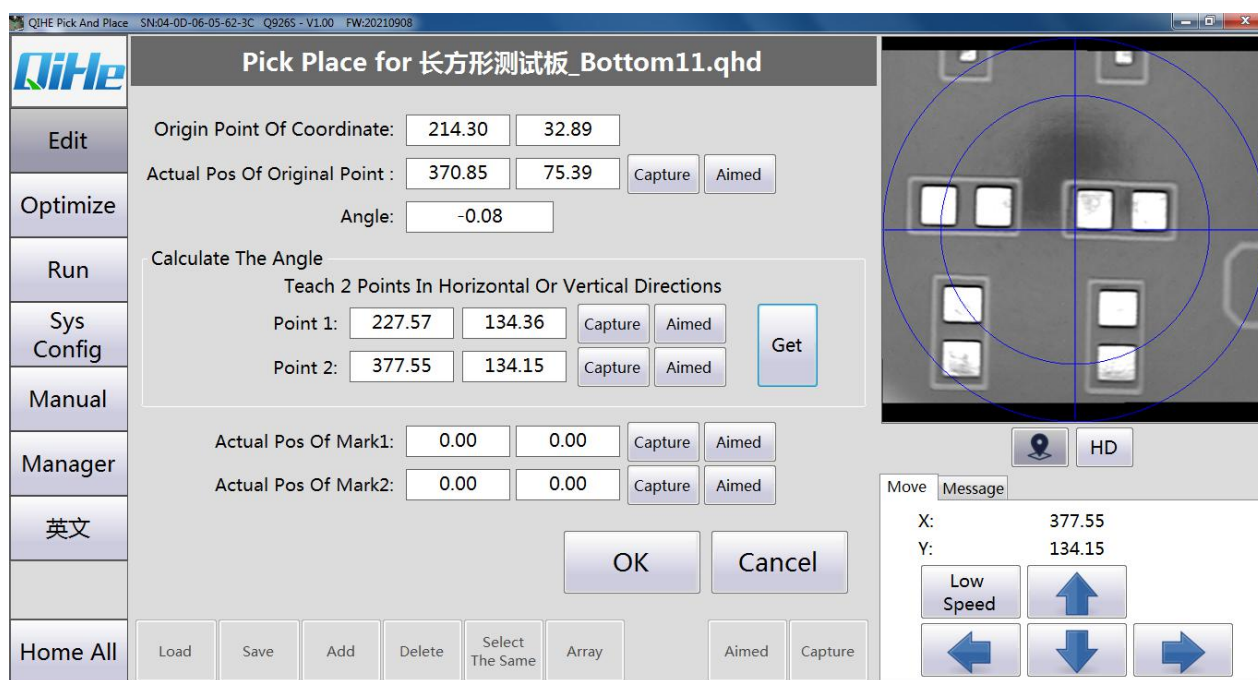 QIHE Pick And Place SN:04-0D-06-05-62-3C Q926S - V1.00 FW:20210908
QiHe
Pick Place for 长方形测试板_Bottom11.qhd
Edit
Optimize
Run
Sys
Config
Manual
Manager
英文
Home All
Origin Point Of Coordinate: 214.30 32.89
Actual Pos Of Original Point : 370.85 75.39 Capture Aimed
Angle: -0.08
Calculate The Angle
Teach 2 Points In Horizontal Or Vertical Directions
Point 1: 227.57 134.36 Capture Aimed
Get
Point 2: 377.55 134.15 Capture Aimed
Actual Pos Of Mark1: 0.00 0.00 Capture Aimed
Actual Pos Of Mark2: 0.00 0.00 Capture Aimed
OK Cancel
Load Save Add Delete Select The Same Array Aimed Capture
HD
Move Message
X: 377.55
Y: 134.15
Low
Speed